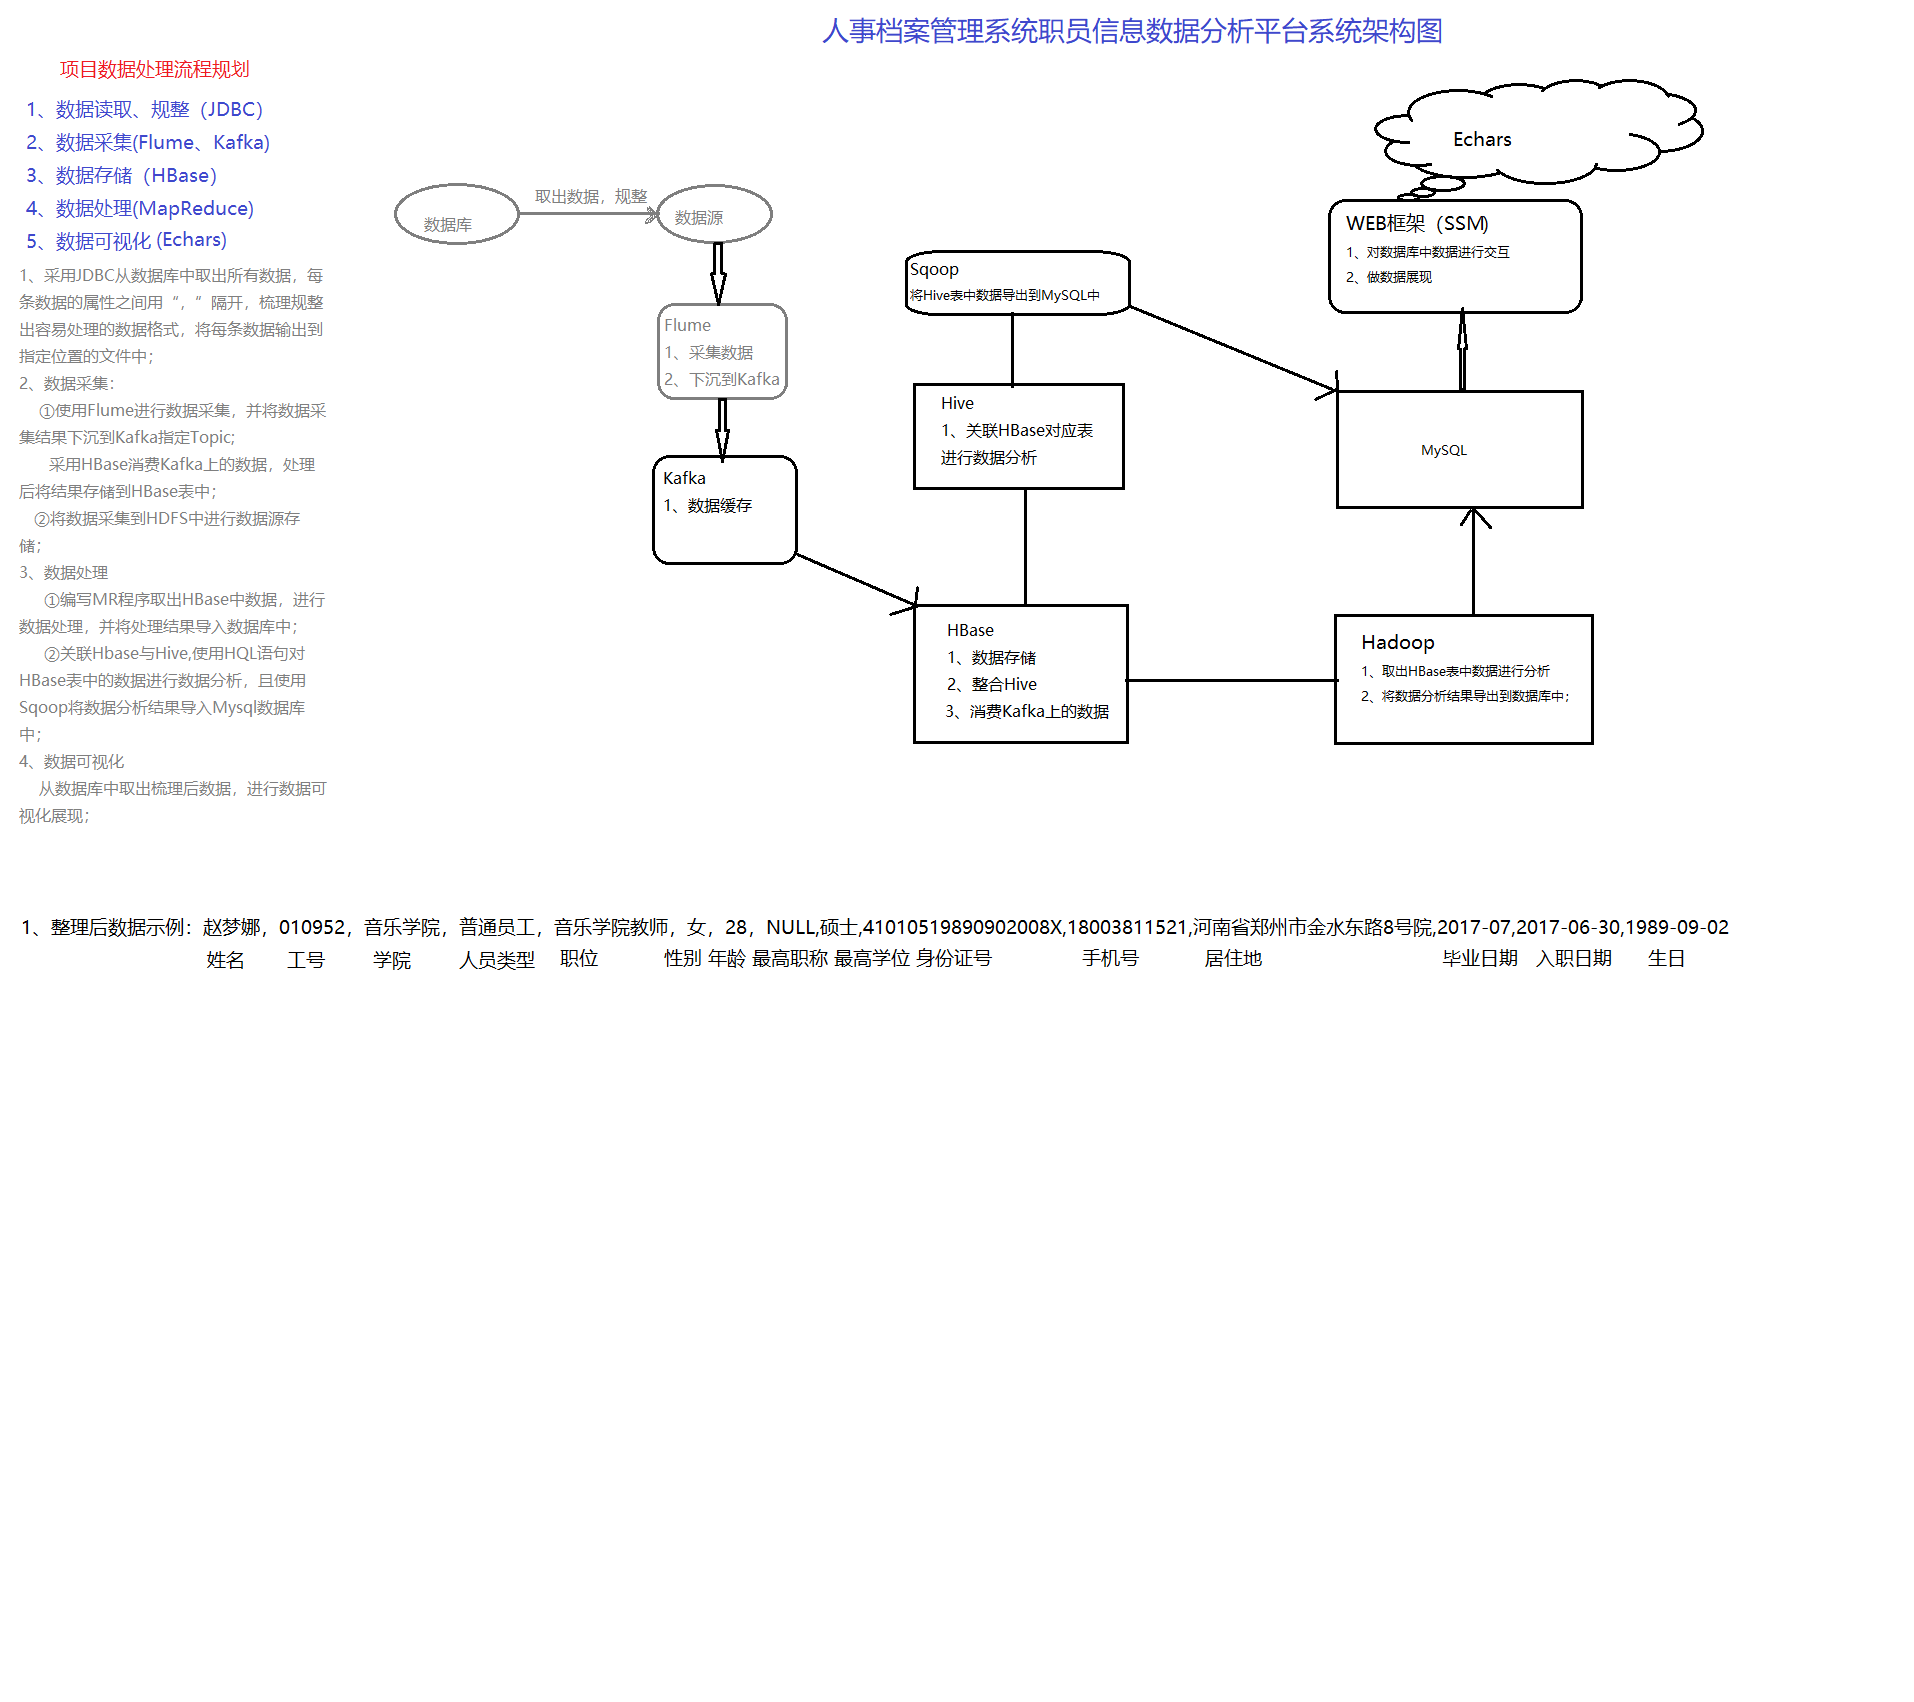 人事档案管理系统职员信息数据分析平台系统架构图
项目数据处理流程规划
1、数据读取、规整（JDBC）
2、数据采集(Flume、Kafka)
3、数据存储（HBase）
4、数据处理(MapReduce)
5、数据可视化 (Echars)
1、采用JDBC从数据库中取出所有数据，每
条数据的属性之间用“，“隔开，梳理规整
出容易处理的数据格式，将每条数据输出到
指定位置的文件中；
2、数据采集：
①使用Flume进行数据采集，并将数据采
集结果下沉到Kafka指定Topic;
采用HBase消费Kafka上的数据，处理
后将结果存储到HBase表中；
②将数据采集到HDFS中进行数据源存
储；
3、数据处理
①编写MR程序取出HBase中数据，进行
数据处理，并将处理结果导入数据库中；
②关联Hbase与Hive,使用HQL语句对
HBase表中的数据进行数据分析，且使用
Sqoop将数据分析结果导入Mysql数据库
中；
4、数据可视化
从数据库中取出梳理后数据，进行数据可
视化展现；
数据库
取出数据，规整
数据源
Flume
1、采集数据
2、下沉到Kafka
Kafka
1、数据缓存
Sqoop
将Hive表中数据导出到MySQL中
Hive
1、关联HBase对应表
进行数据分析
HBase
1、数据存储
2、整合Hive
3、消费Kafka上的数据
Echars
WEB框架（SSM)
1、对数据库中数据进行交互
2、做数据展现
MySQL
Hadoop
1、取出HBase表中数据进行分析
2、将数据分析结果导出到数据库中；
1、整理后数据示例：赵梦娜，010952，音乐学院，普通员工，音乐学院教师，女，28，NULL,硕士,41010519890902008X,18003811521,河南省郑州市金水东路8号院,2017-07,2017-06-30,1989-09-02
姓名 工号 学院 人员类型 职位 性别 年龄 最高职称 最高学位 身份证号 手机号 居住地 毕业日期 入职日期 生日